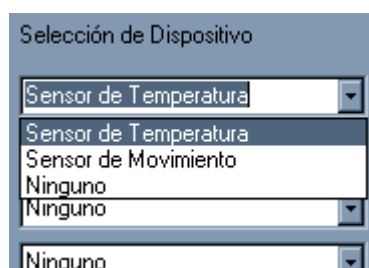 Selección de Dispositivo
Sensor de Temperatura
Sensor de Temperatura
Sensor de Movimiento
Ninguno
Ninguno
Ninguno